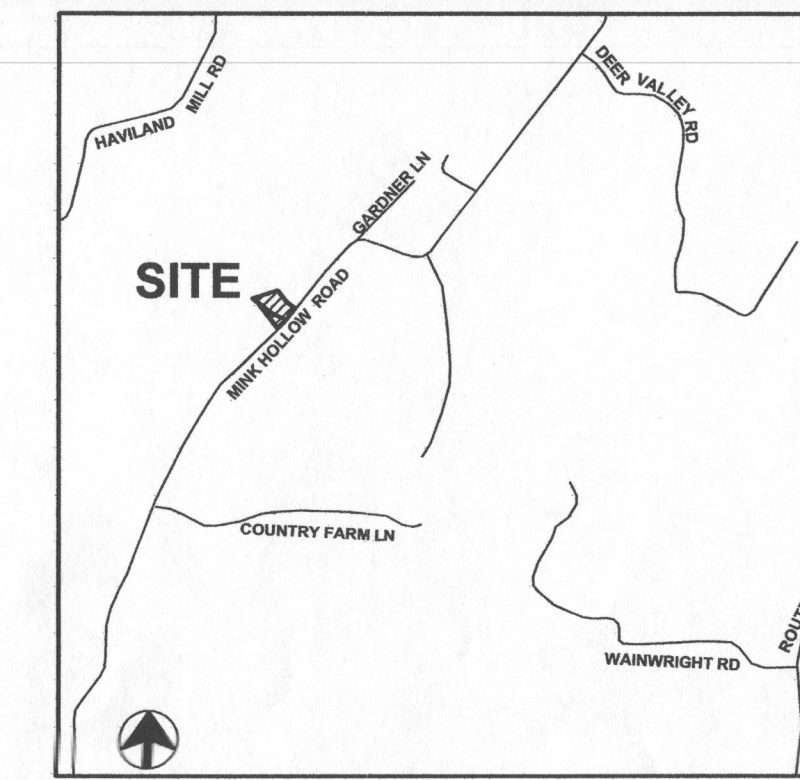 DEER VALLEY RD
HAVILAND MILL RD
GARDNER LN
SITE
MINK HOLLOW ROAD
COUNTRY FARM LN
WAINWRIGHT RD